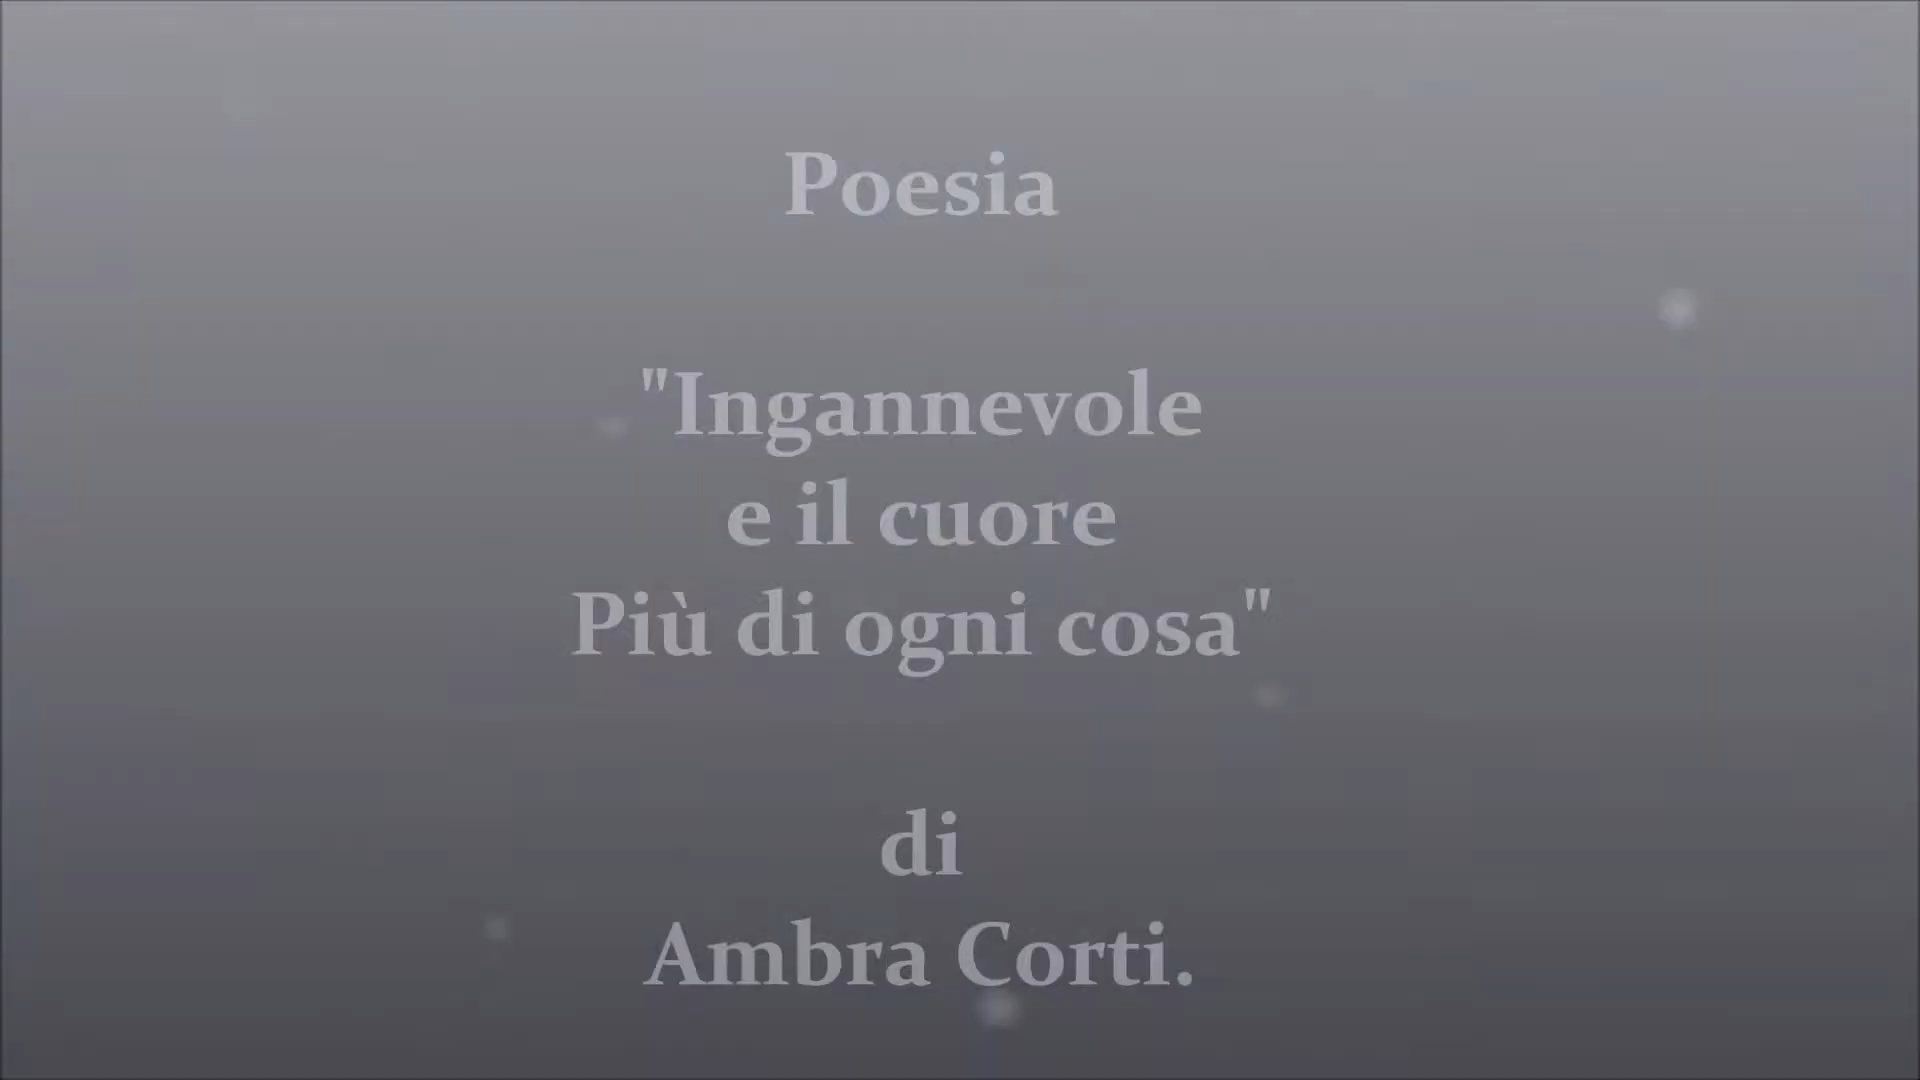 Poesia
"Ingannevole
e il cuore
Più di ogni cosa"
di
Ambra Corti.